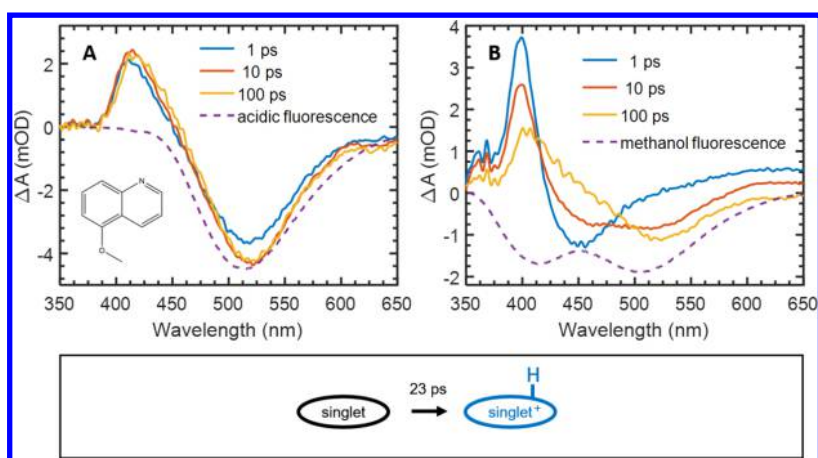 A
1 ps
10 ps
100 ps
acidic fluorescence
ΔA (mOD)
2
0
-2
-4
N
O
350 400 450 500 550 600 650
Wavelength (nm)
B
1 ps
10 ps
100 ps
methanol fluorescence
ΔA (mOD)
4
3
2
1
0
-1
-2
350 400 450 500 550 600 650
Wavelength (nm)
H
23 ps
singlet
singlet+